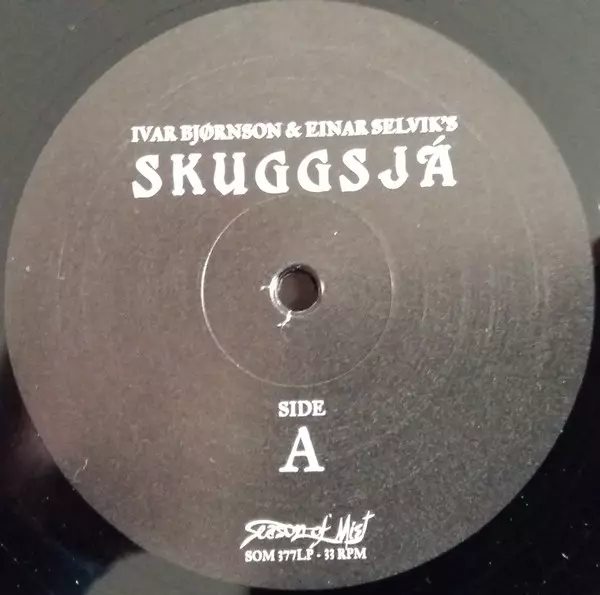 IVAR BJØRNSON & EINAR SELVIK'S
SKUGGSJÁ
SIDE
A
Season of Mist
SOM 377LP - 33 RPM